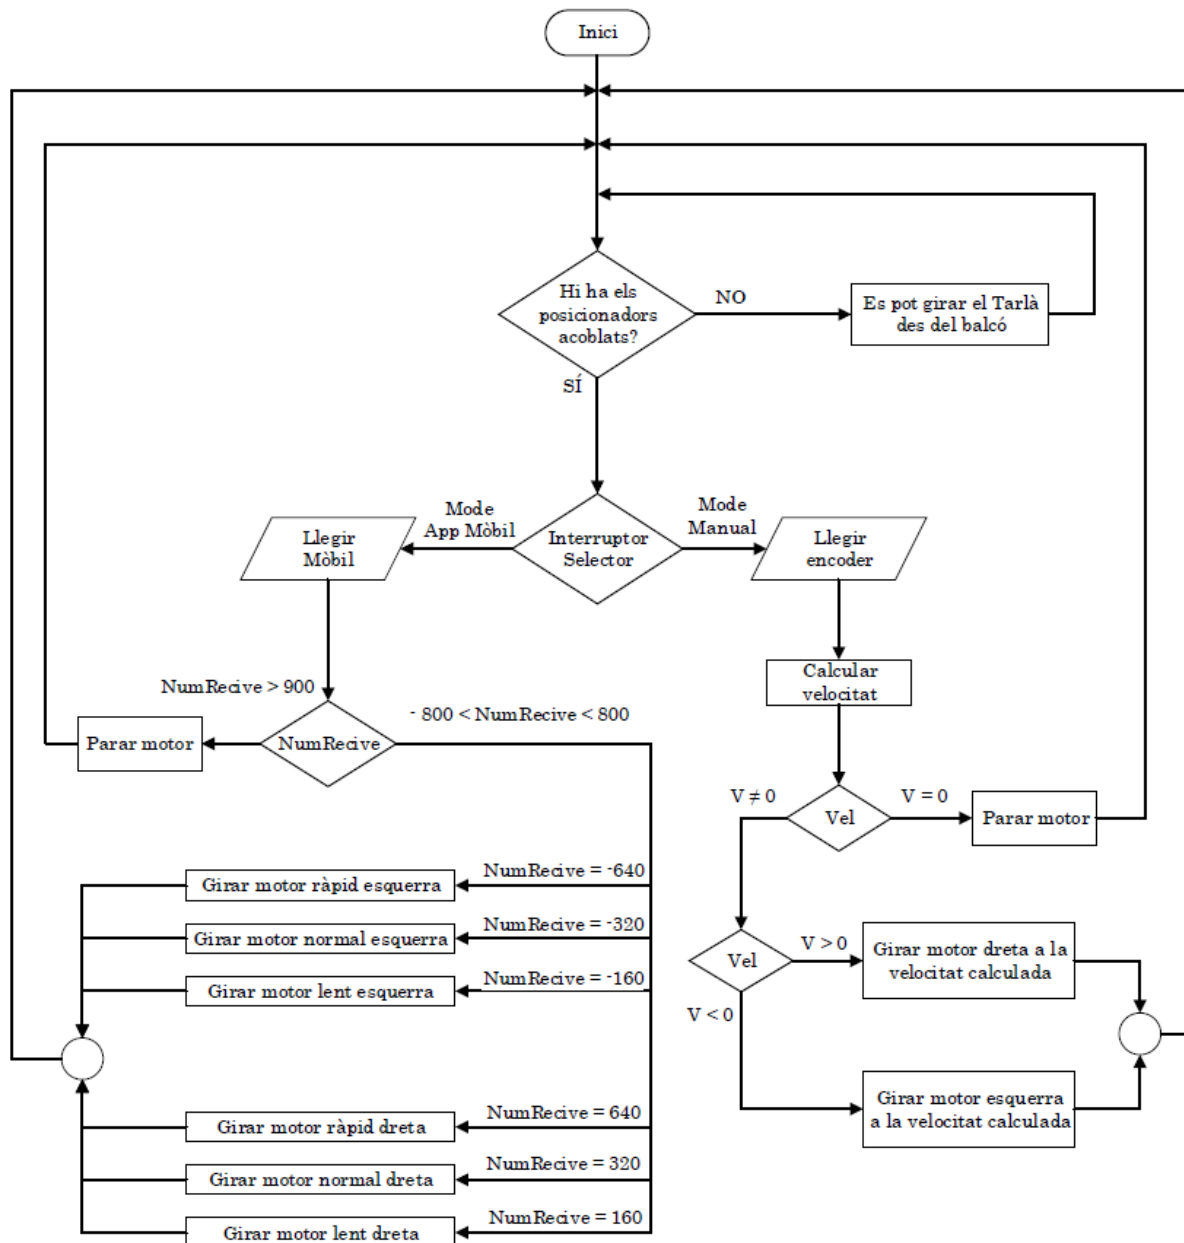 Inici
Hi ha els
posicionadors
acoblats?
NO
Es pot girar el Tarlà
des del balcó
SÍ
Mode
App Mòbil
Mode
Manual
Llegir
Mòbil
Interruptor
Selector
Llegir
encoder
Calcular
velocitat
NumRecive > 900
- 800 < NumRecive < 800
Parar motor
NumRecive
V ≠ 0
V = 0
Vel
Parar motor
NumRecive = -640
Girar motor ràpid esquerra
NumRecive = -320
Girar motor normal esquerra
NumRecive = -160
Girar motor lent esquerra
Vel
V > 0
Girar motor dreta a la
velocitat calculada
V < 0
Girar motor esquerra
a la velocitat calculada
NumRecive = 640
Girar motor ràpid dreta
NumRecive = 320
Girar motor normal dreta
NumRecive = 160
Girar motor lent dreta